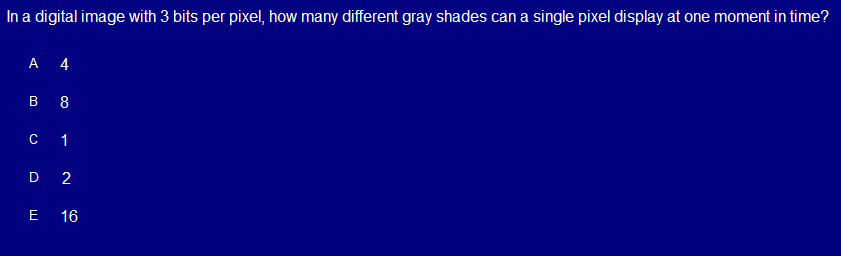 In a digital image with 3 bits per pixel, how many different gray shades can a single pixel display at one moment in time?
A 4
B 8
C 1
D 2
E 16